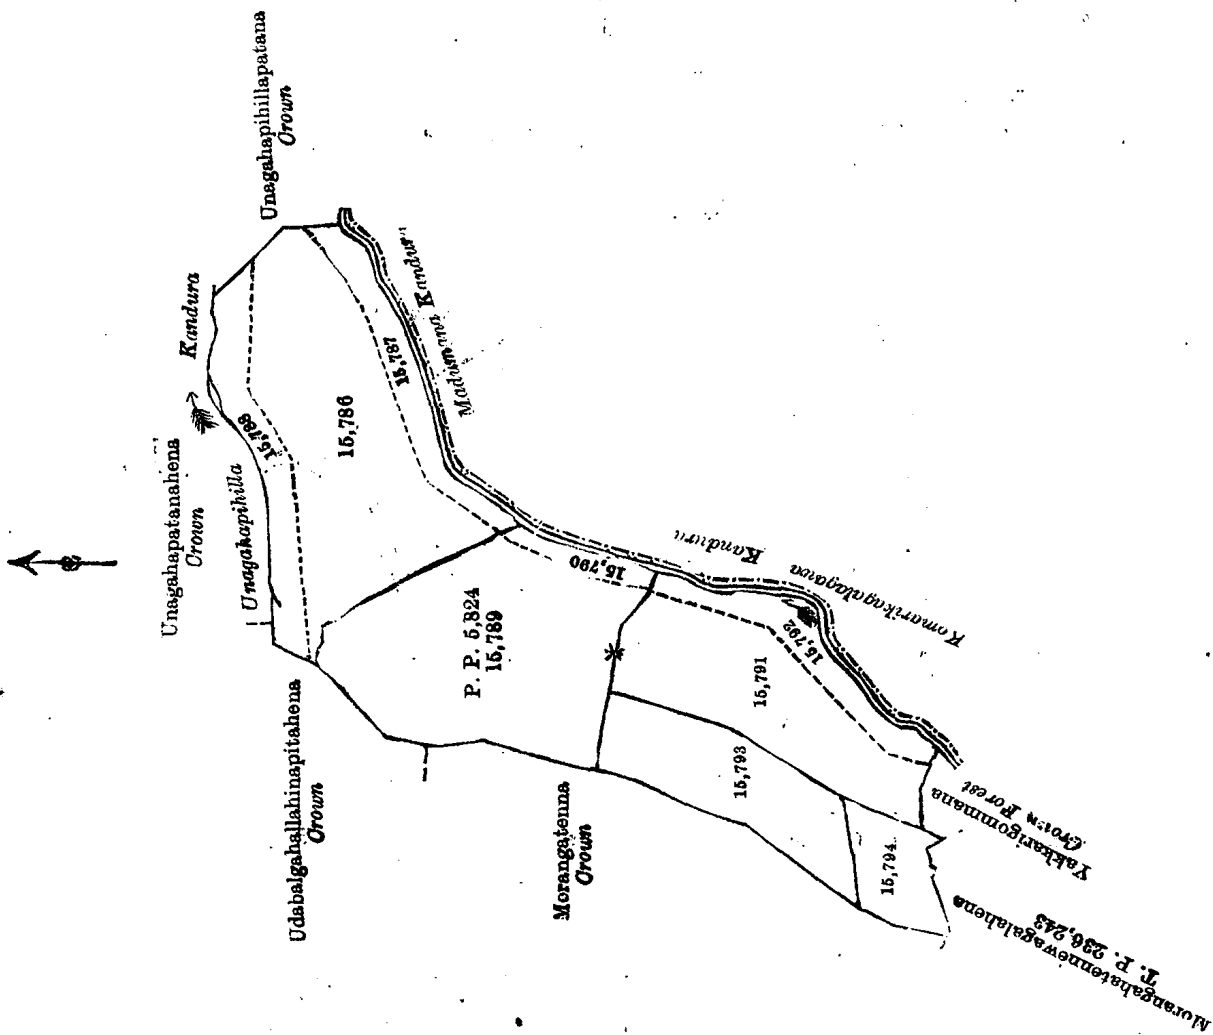 Unagahapihillapatana
Crown
Kandura
Unagahapatanahena
Crown
Unagahapihilla
15,788
15,786
15,787
Madumana Kandura
P. P. 5,824
15,789
15,790
Komarikagalagawa Kandura
Udabalgahallahinapitahena
Crown
15,791
15,792
15,793
Morangatenna
Crown
15,794
Yakkarigommana
Crown Forest
Morangahatennewagalahena
T. P. 236,243